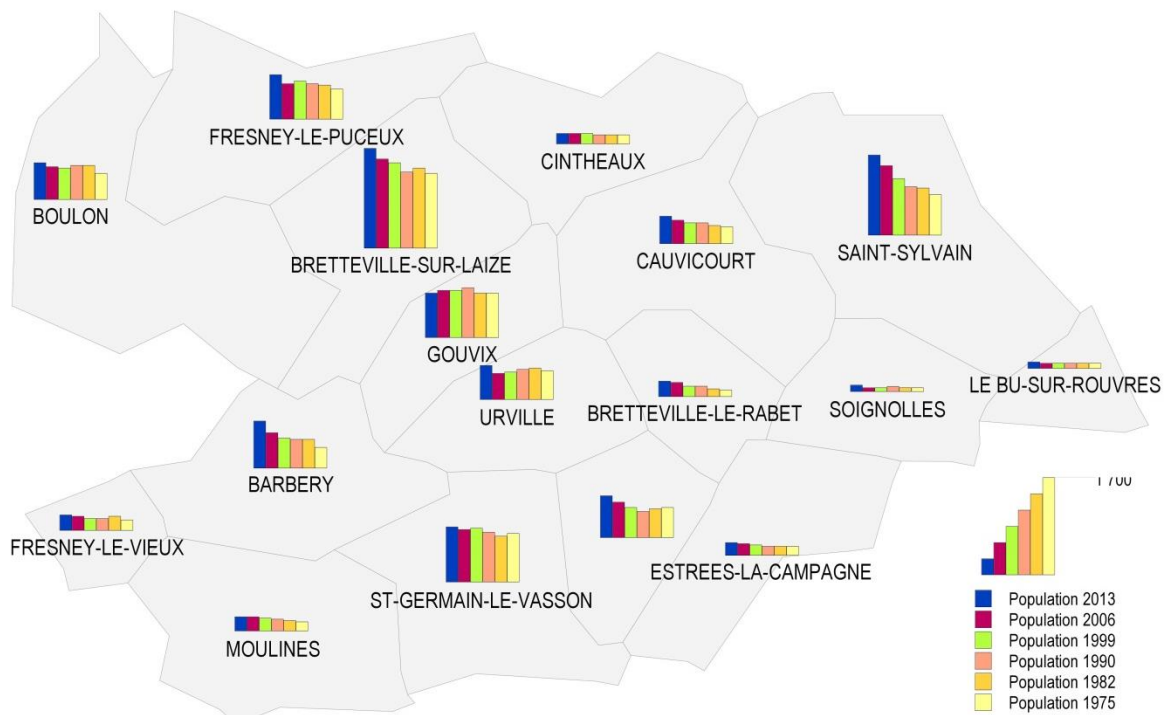 FRESNEY-LE-PUCEUX
CINTHEAUX
BOULON
BRETTEVILLE-SUR-LAIZE
CAUVICOURT
SAINT-SYLVAIN
GOUVIX
LE BU-SUR-ROUVRES
URVILLE
BRETTEVILLE-LE-RABET
SOIGNOLLES
BARBERY
1 700
FRESNEY-LE-VIEUX
ESTREES-LA-CAMPAGNE
ST-GERMAIN-LE-VASSON
MOULINES
Population 2013
Population 2006
Population 1999
Population 1990
Population 1982
Population 1975